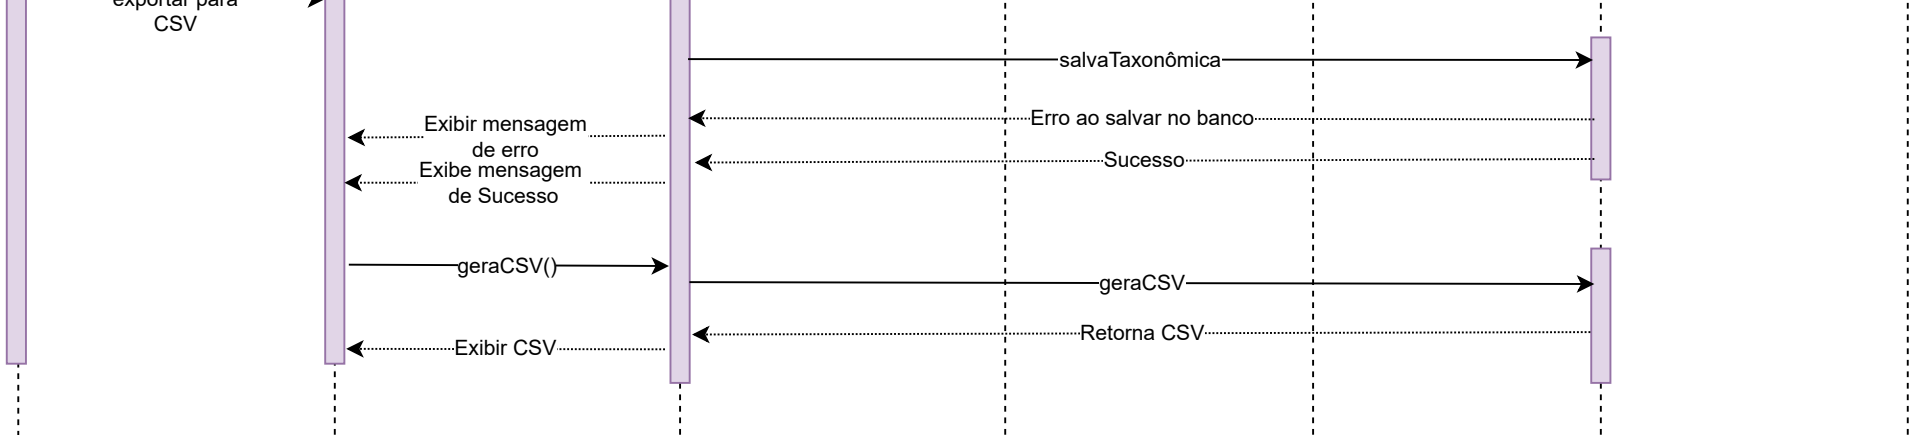 exportar para
CSV
salvaTaxonômica
Erro ao salvar no banco
Exibir mensagem
de erro
Sucesso
Exibe mensagem
de Sucesso
geraCSV()
geraCSV
Retorna CSV
Exibir CSV